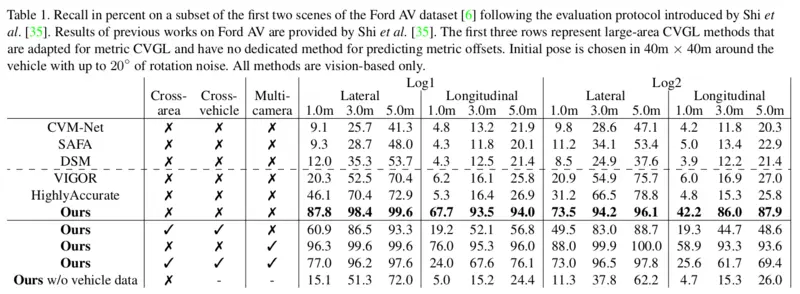 Table 1. Recall in percent on a subset of the first two scenes of the Ford AV dataset [6] following the evaluation protocol introduced by Shi et
al. [35]. Results of previous works on Ford AV are provided by Shi et al. [35]. The first three rows represent large-area CVGL methods that
are adapted for metric CVGL and have no dedicated method for predicting metric offsets. Initial pose is chosen in 40m × 40m around the
vehicle with up to 20° of rotation noise. All methods are vision-based only.
Log1 Log2
Cross- Cross- Multi- Lateral Longitudinal Lateral Longitudinal
area vehicle camera 1.0m 3.0m 5.0m 1.0m 3.0m 5.0m 1.0m 3.0m 5.0m 1.0m 3.0m 5.0m
CVM-Net ✗ ✗ ✗ 9.1 25.7 41.3 4.8 13.2 21.9 9.8 28.6 47.1 4.2 11.8 20.3
SAFA ✗ ✗ ✗ 9.3 28.7 48.0 4.3 11.8 20.1 11.2 34.1 53.4 5.0 13.4 22.9
DSM ✗ ✗ ✗ 12.0 35.3 53.7 4.3 12.5 21.4 8.5 24.9 37.6 3.9 12.2 21.4
VIGOR ✗ ✗ ✗ 20.3 52.5 70.4 6.2 16.1 25.8 20.9 54.9 75.7 6.0 16.9 27.0
HighlyAccurate ✗ ✗ ✗ 46.1 70.4 72.9 5.3 16.4 26.9 31.2 66.5 78.8 4.8 15.3 25.8
Ours ✗ ✗ ✗ 87.8 98.4 99.6 67.7 93.5 94.0 73.5 94.2 96.1 42.2 86.0 87.9
Ours ✓ ✓ ✗ 60.9 86.5 93.3 19.2 52.1 56.8 49.5 83.0 88.7 19.3 44.7 48.6
Ours ✗ ✗ ✓ 96.3 99.6 99.6 76.0 95.3 96.0 88.0 99.9 100.0 58.9 93.3 93.6
Ours ✓ ✓ ✓ 77.0 96.2 97.6 24.0 67.6 76.1 73.0 96.5 97.8 25.6 61.7 69.4
Ours w/o vehicle data ✗ - - 15.1 51.3 72.0 5.0 15.2 24.4 11.3 37.8 62.2 4.7 15.3 26.0